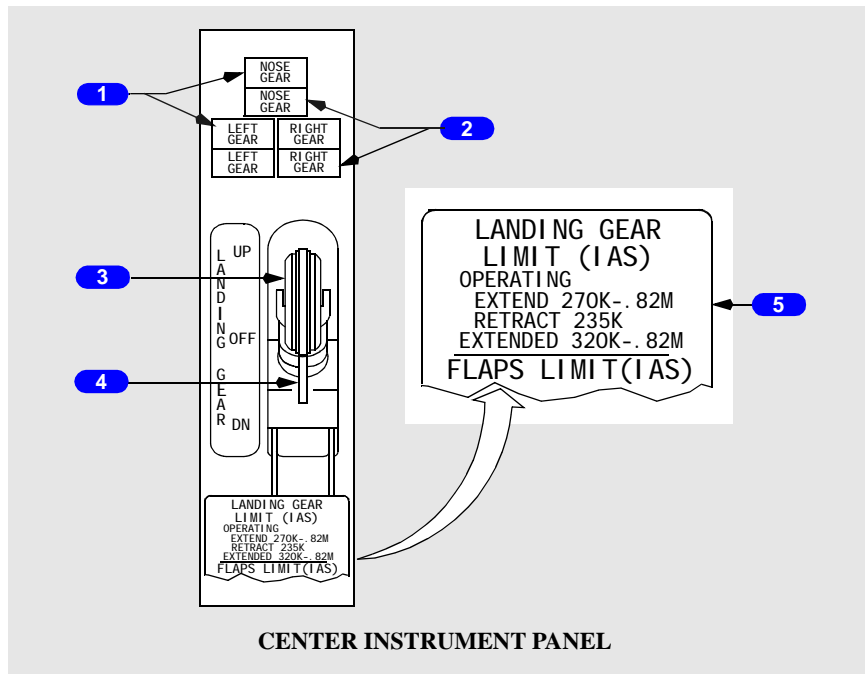 NOSE
GEAR
NOSE
GEAR
1
2
LEFT
GEAR
RIGHT
GEAR
LEFT
GEAR
RIGHT
GEAR
LANDING GEAR
UP
OFF
DN
3
4
LANDING GEAR
LIMIT (IAS)
OPERATING
EXTEND 270K-.82M
RETRACT 235K
EXTENDED 320K-.82M
FLAPS LIMIT(IAS)
5
LANDING GEAR
LIMIT (IAS)
OPERATING
EXTEND 270K-.82M
RETRACT 235K
EXTENDED 320K-.82M
FLAPS LIMIT(IAS)
CENTER INSTRUMENT PANEL